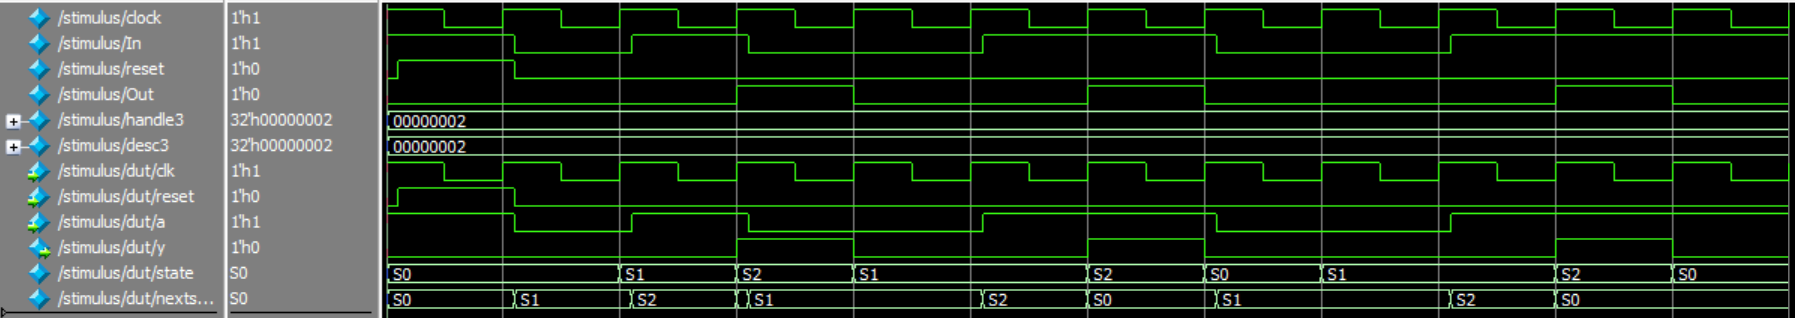 /stimulus/clock 1'h1
/stimulus/In 1'h1
/stimulus/reset 1'h0
/stimulus/Out 1'h0
/stimulus/handle3 32'h00000002 00000002
/stimulus/desc3 32'h00000002 00000002
/stimulus/dut/clk 1'h1
/stimulus/dut/reset 1'h0
/stimulus/dut/a 1'h1
/stimulus/dut/y 1'h0
/stimulus/dut/state S0 S0 S1 S2 S1 S2 S0 S1 S2 S0
/stimulus/dut/nexts... S0 S0 S1 S2 S1 S2 S0 S1 S2 S0